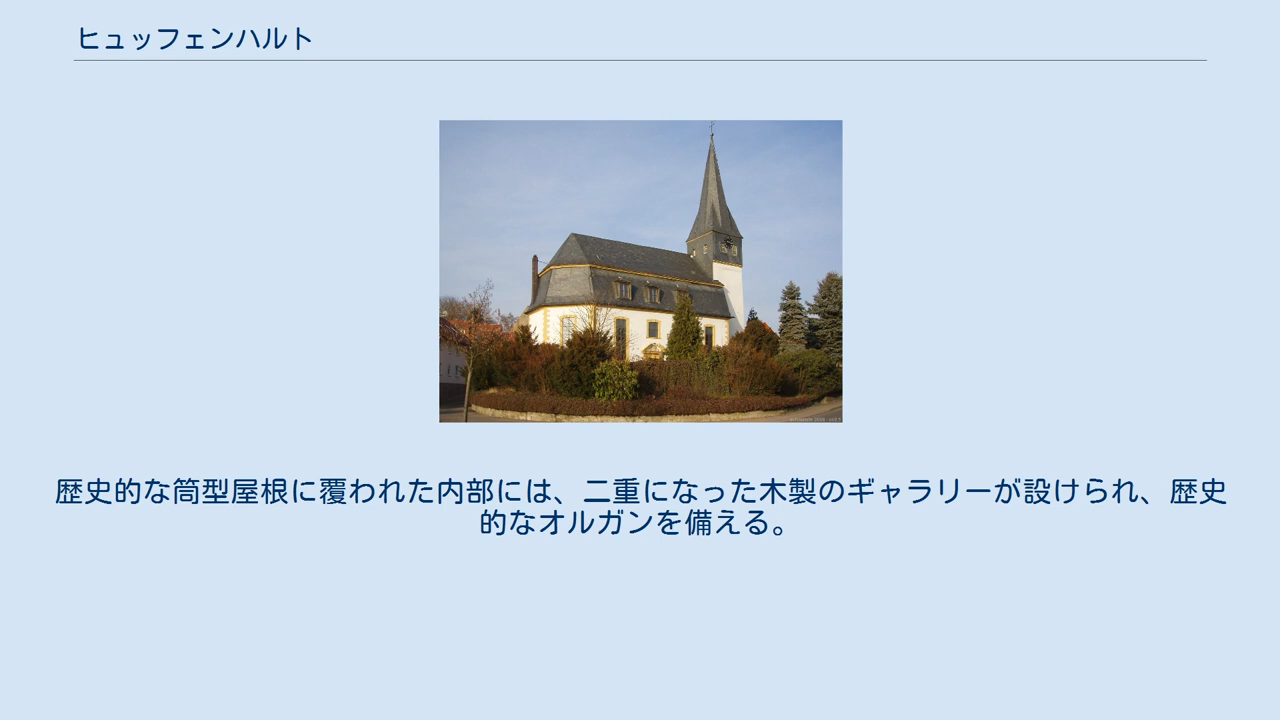 ヒュッフェンハルト
歴史的な筒型屋根に覆われた内部には、二重になった木製のギャラリーが設けられ、歴史
的なオルガンを備える。